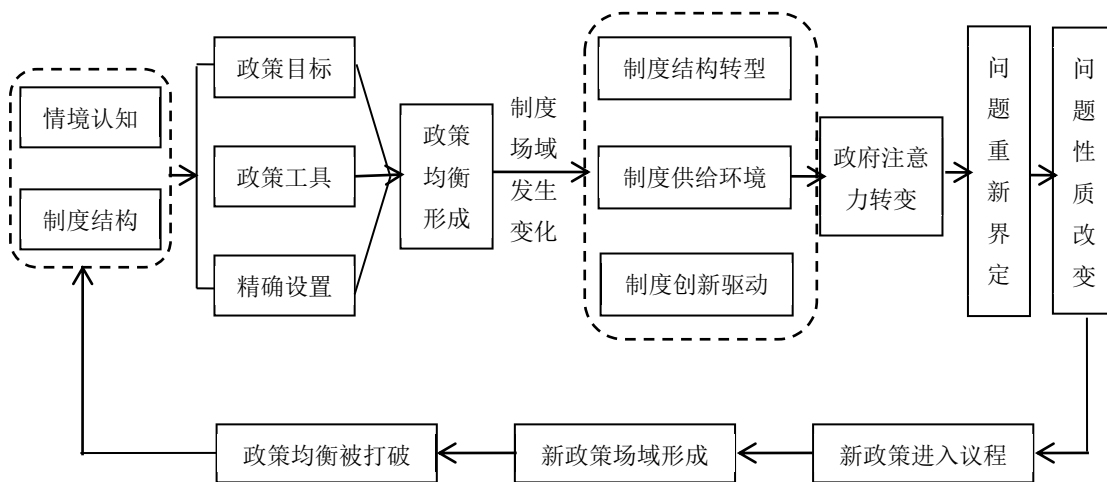 情境认知
制度结构
政策目标
政策工具
精确设置
政策
均衡
形成
制度
场域
发生
变化
制度结构转型
制度供给环境
制度创新驱动
政府注意
力转变
问
题
重
新
界
定
问
题
性
质
改
变
政策均衡被打破
新政策场域形成
新政策进入议程